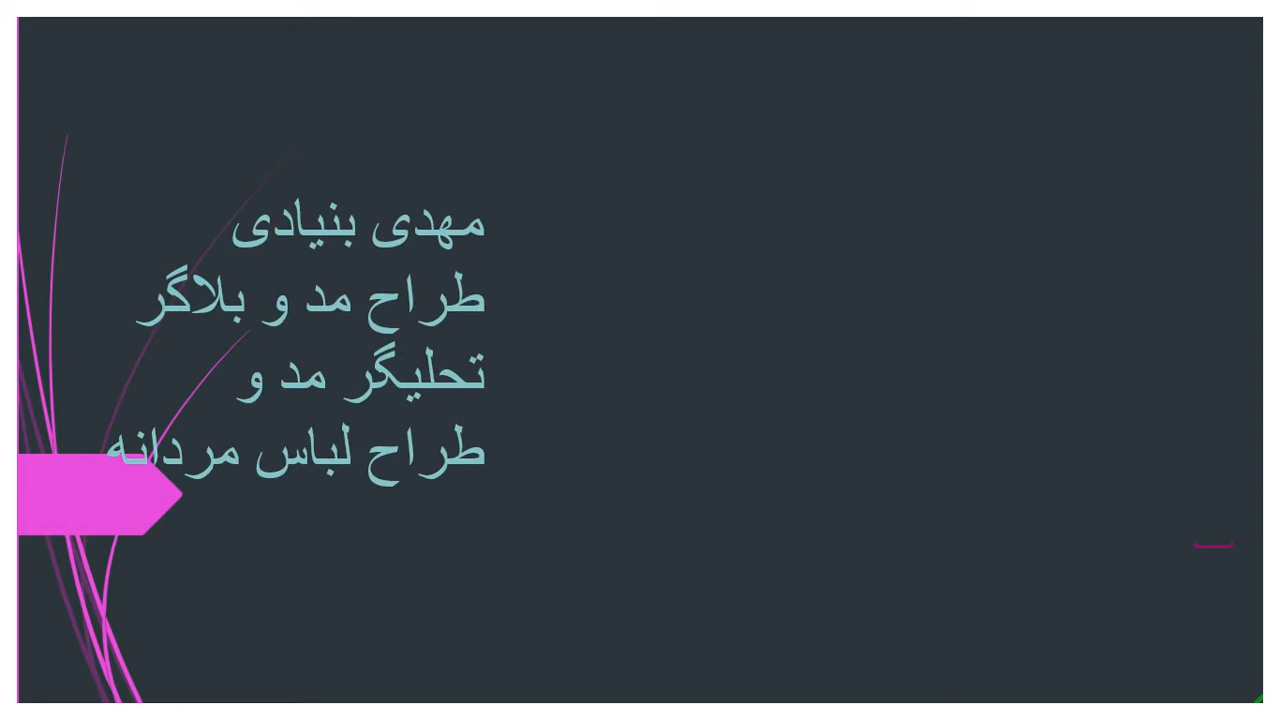 مهدی بنیادی
طراح مد و بلاگر
تحلیگر مد و
طراح لباس مردانه